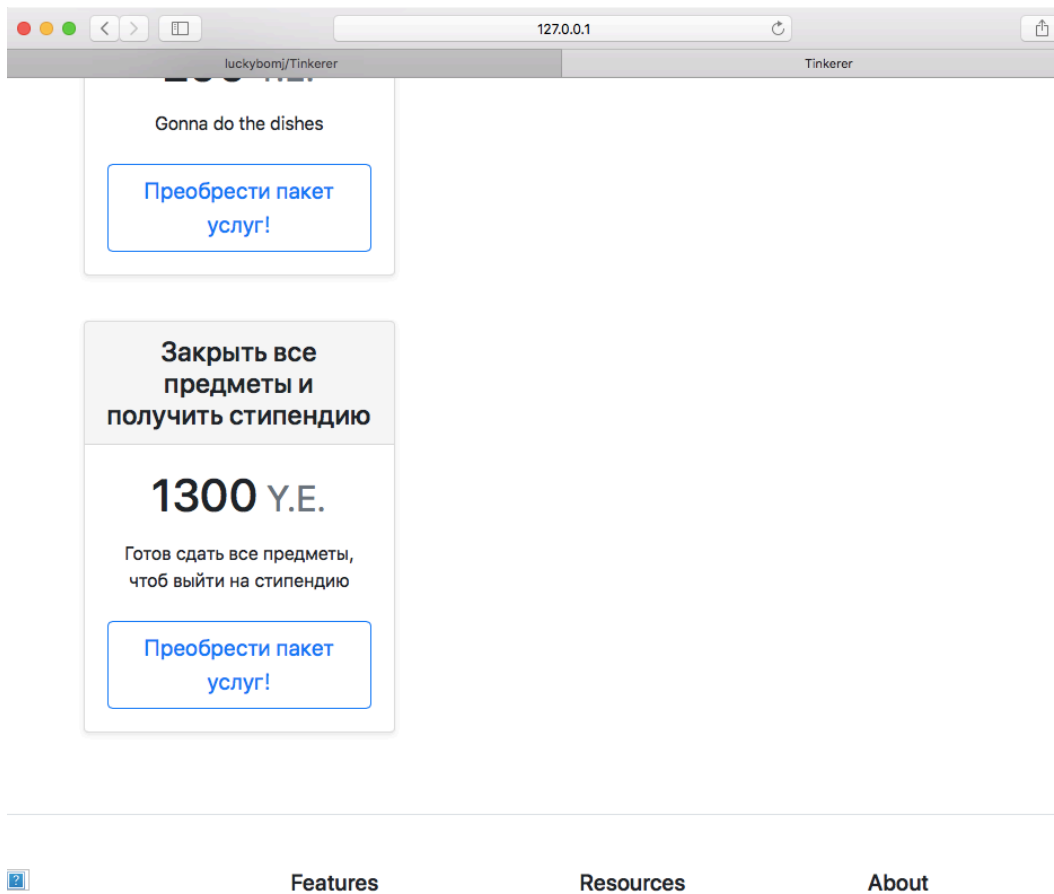 127.0.0.1
luckybomj/Tinkerer
Tinkerer
Gonna do the dishes
Преобрести пакет
услуг!
Закрыть все
предметы и
получить стипендию
1300 Y.E.
Готов сдать все предметы,
чтоб выйти на стипендию
Преобрести пакет
услуг!
Features
Resources
About